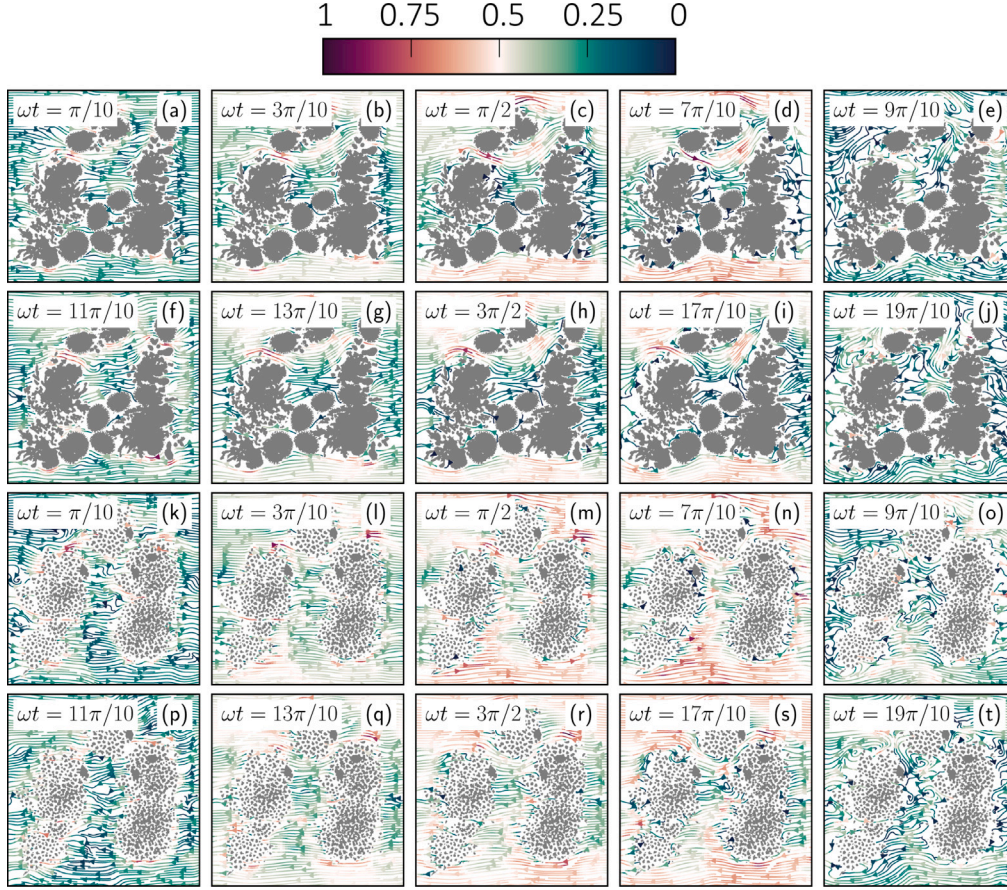 1 0.75 0.5 0.25 0
ωt = π/10 (a) ωt = 3π/10 (b) ωt = π/2 (c) ωt = 7π/10 (d) ωt = 9π/10 (e)
ωt = 11π/10 (f) ωt = 13π/10 (g) ωt = 3π/2 (h) ωt = 17π/10 (i) ωt = 19π/10 (j)
ωt = π/10 (k) ωt = 3π/10 (l) ωt = π/2 (m) ωt = 7π/10 (n) ωt = 9π/10 (o)
ωt = 11π/10 (p) ωt = 13π/10 (q) ωt = 3π/2 (r) ωt = 17π/10 (s) ωt = 19π/10 (t)